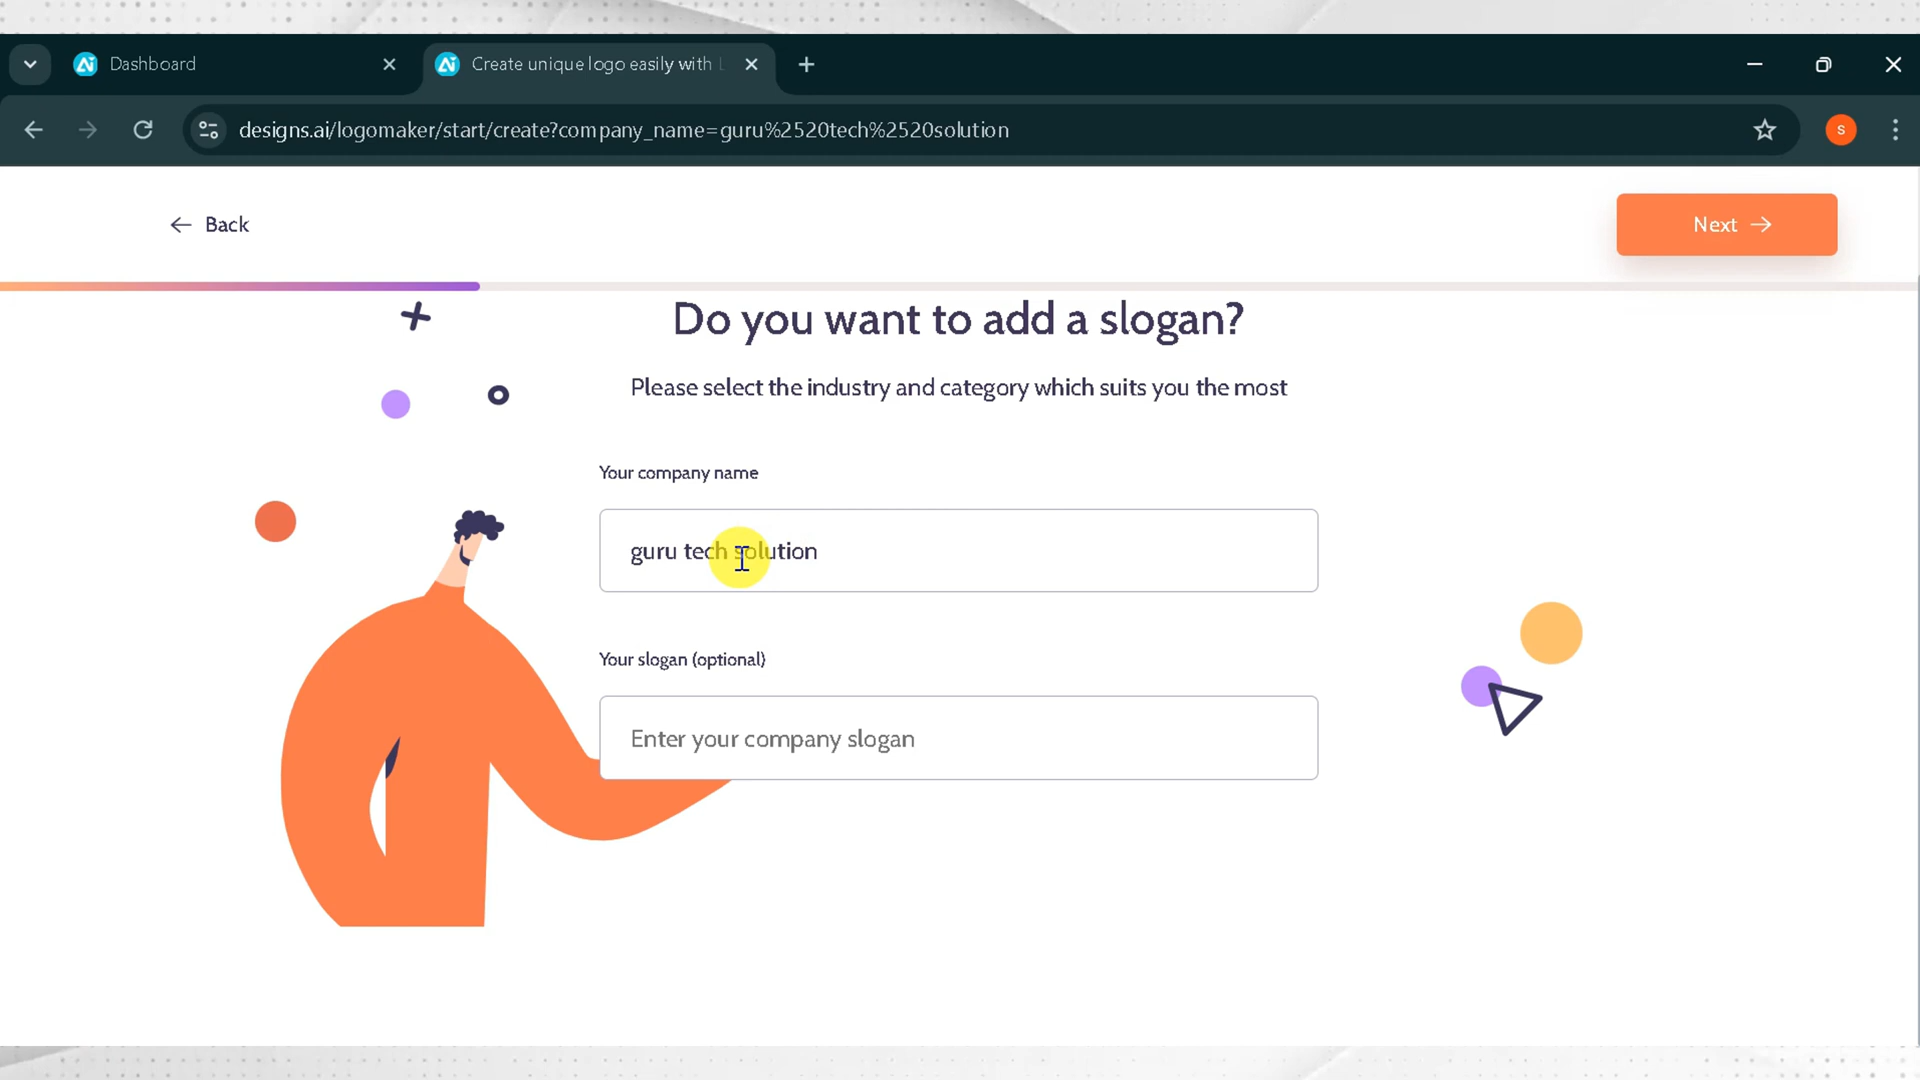 Dashboard
Create unique logo easily with
designs.ai/logomaker/start/create?company_name=guru%2520tech%2520solution
S
Back
Next
Do you want to add a slogan?
Please select the industry and category which suits you the most
Your company name
guru tech solution
Your slogan (optional)
Enter your company slogan